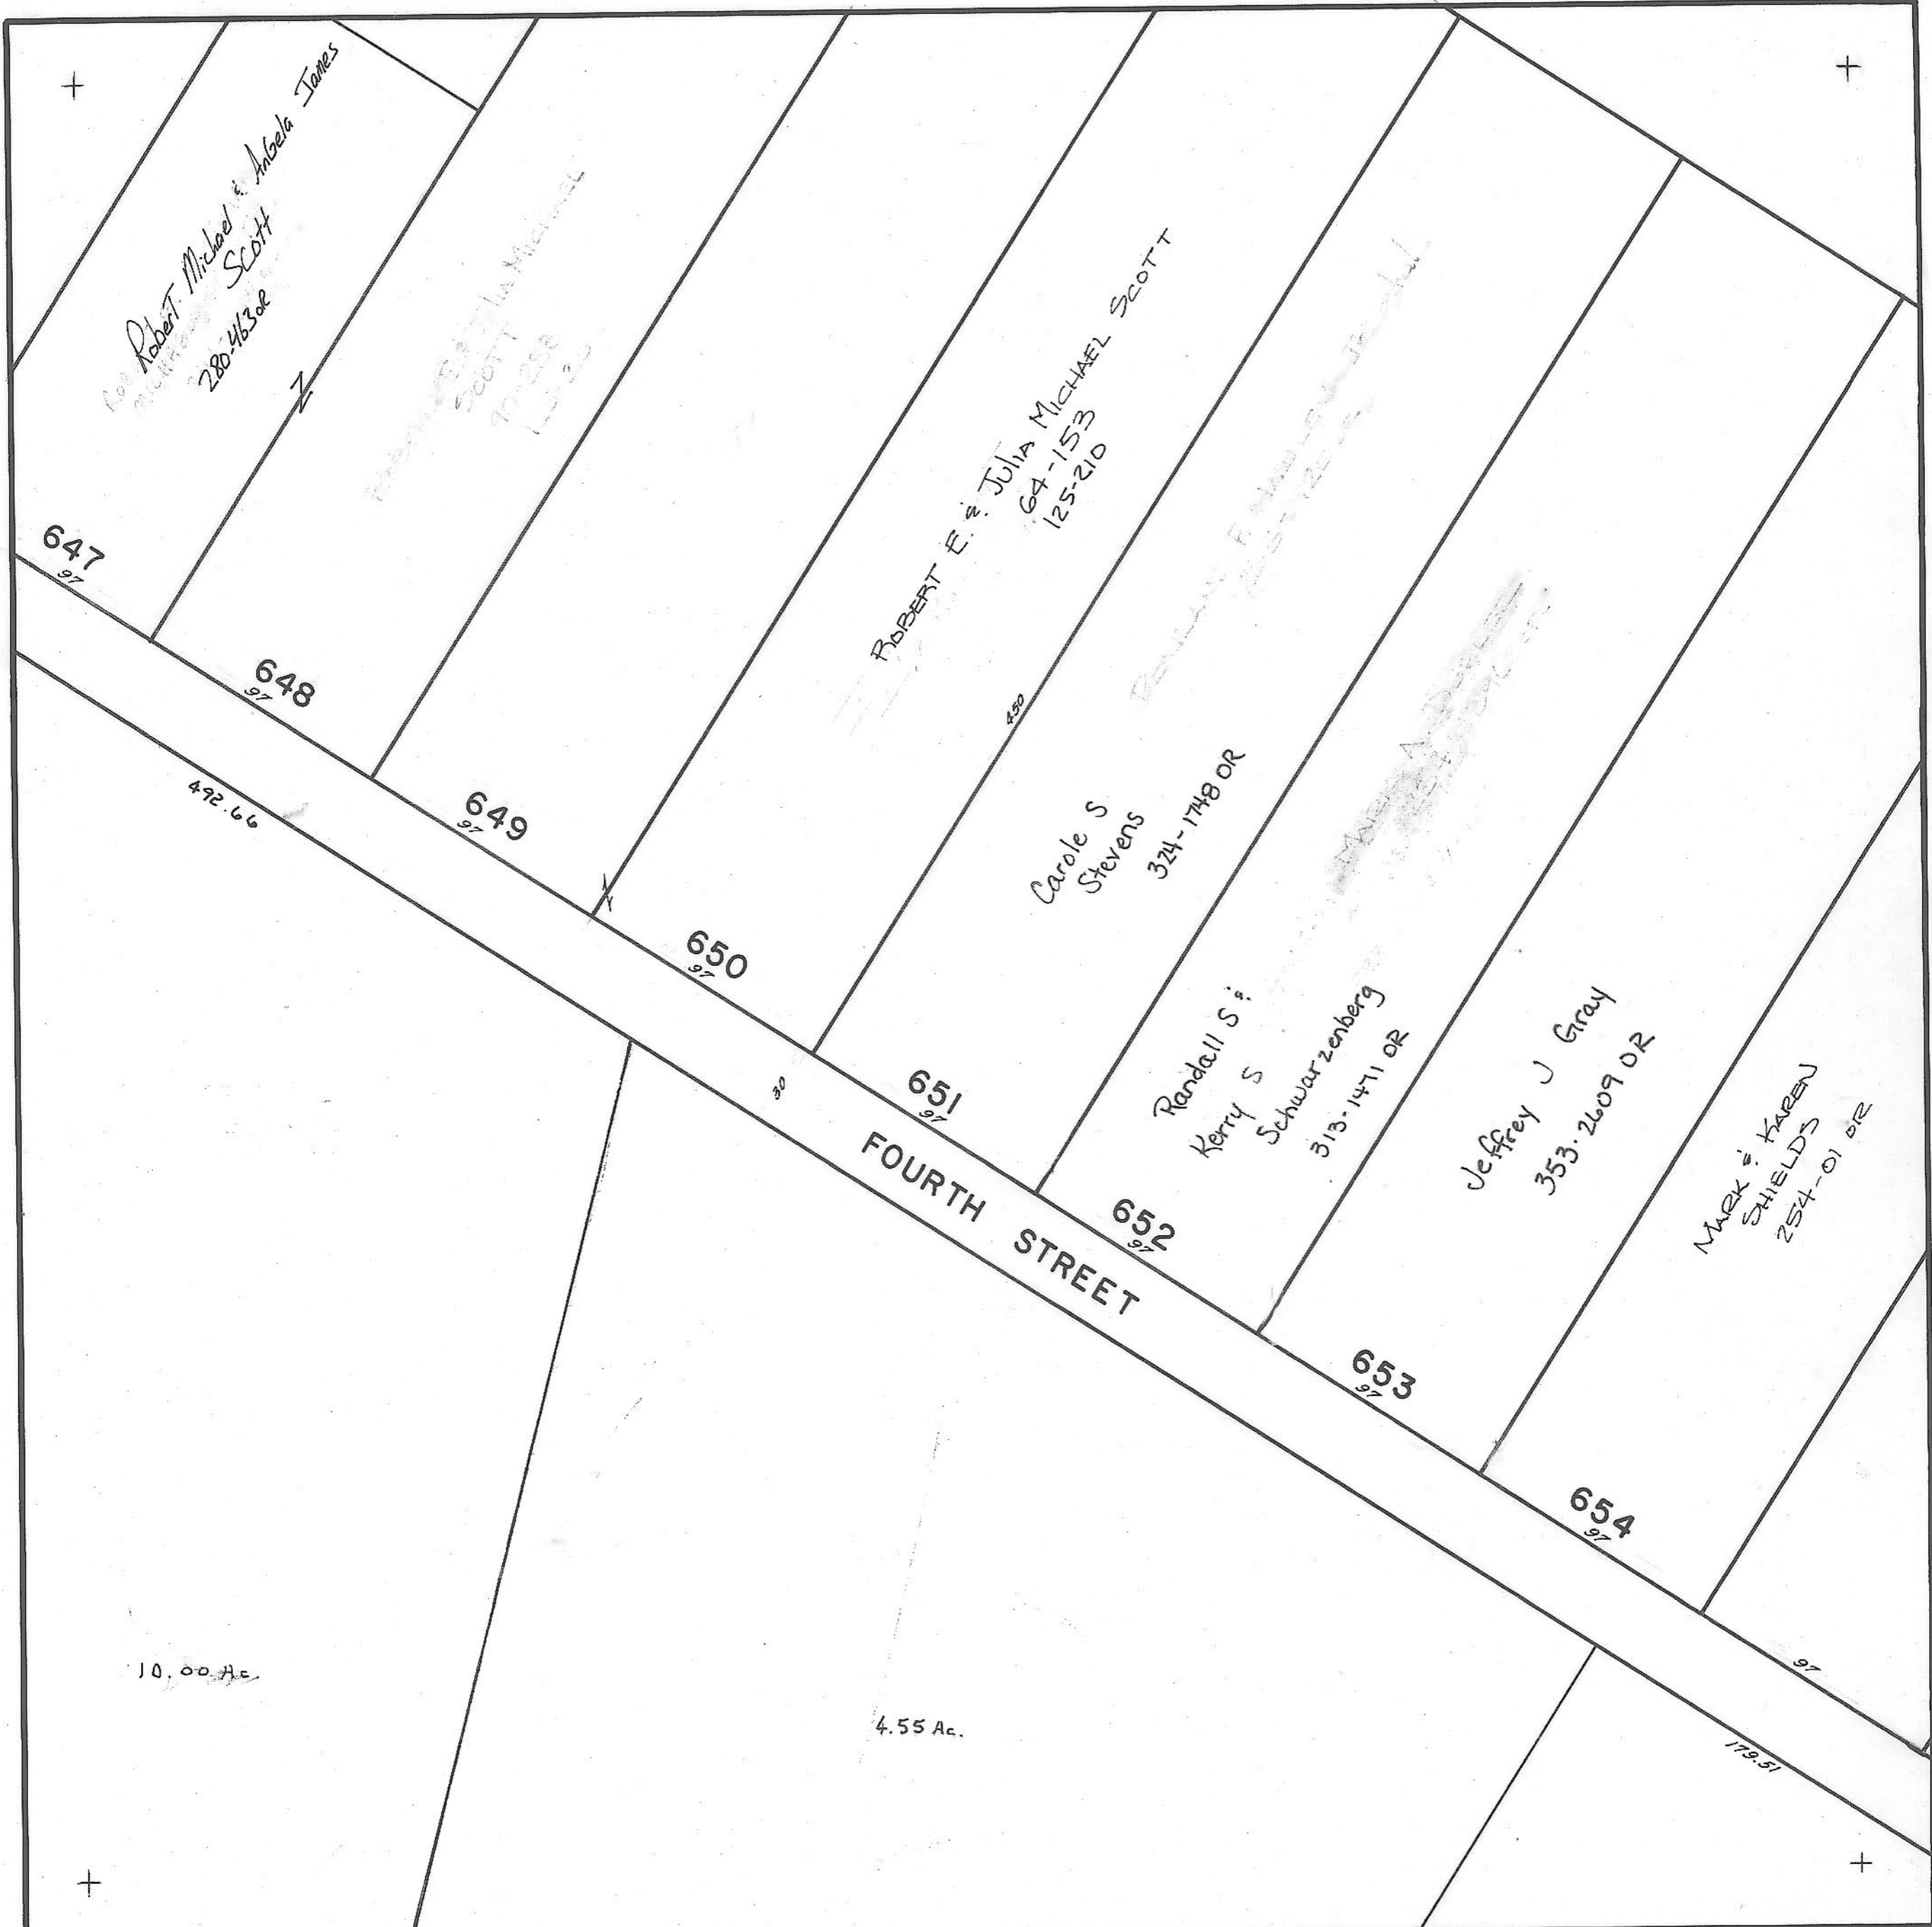 Robert Michael & Angela James
Scott
280-463 OR
SCOTT
ROBERT E. & JULIA MICHAEL SCOTT
64-153
125-210
450
Carole S
Stevens
324-1748 OR
Randall S &
Kerry S
Schwarzenberg
313-1471 OR
Jeffrey J Gray
353-2609 OR
MARK & KAREN
SHIELDS
254-01 OR
647
97
648
97
649
97
650
97
651
97
652
97
653
97
654
97
97
492.66
30
FOURTH STREET
179.51
10.00 Ac.
4.55 Ac.